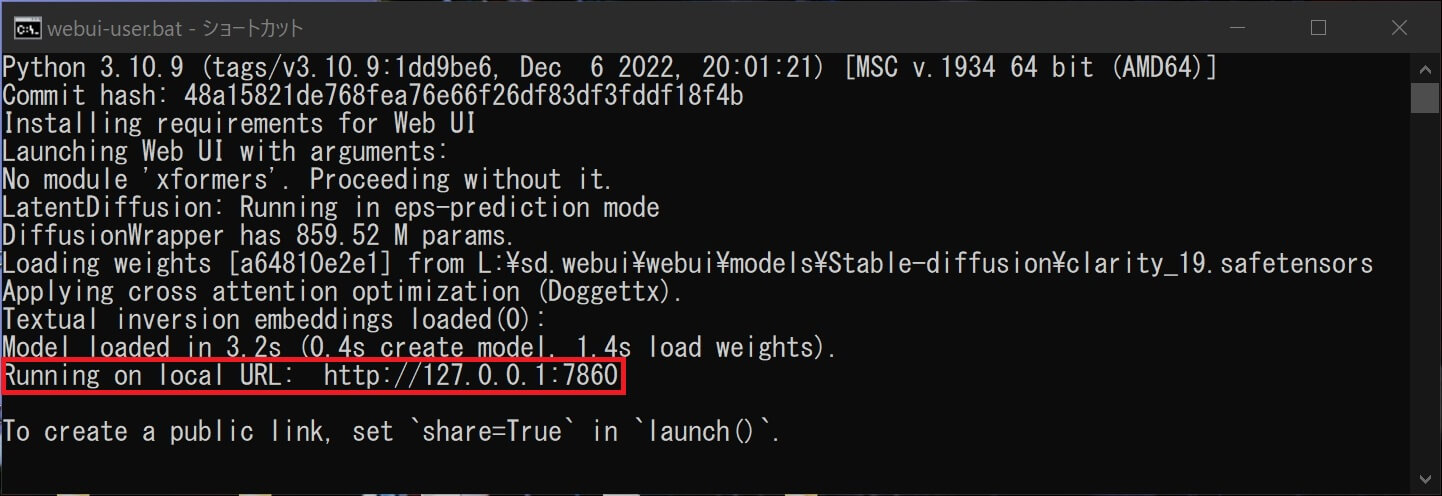 webui-user.bat - ショートカット
Python 3.10.9 (tags/v3.10.9:1dd9be6, Dec  6 2022, 20:01:21) [MSC v.1934 64 bit (AMD64)]
Commit hash: 48a15821de768fea76e66f26df83df3fddf18f4b
Installing requirements for Web UI
Launching Web UI with arguments:
No module 'xformers'. Proceeding without it.
LatentDiffusion: Running in eps-prediction mode
DiffusionWrapper has 859.52 M params.
Loading weights [a64810e2e1] from L:¥sd.webui¥webui¥models¥Stable-diffusion¥clarity_19.safetensors
Applying cross attention optimization (Doggettx).
Textual inversion embeddings loaded(0):
Model loaded in 3.2s (0.4s create model, 1.4s load weights).
Running on local URL:  http://127.0.0.1:7860
To create a public link, set `share=True` in `launch()`.